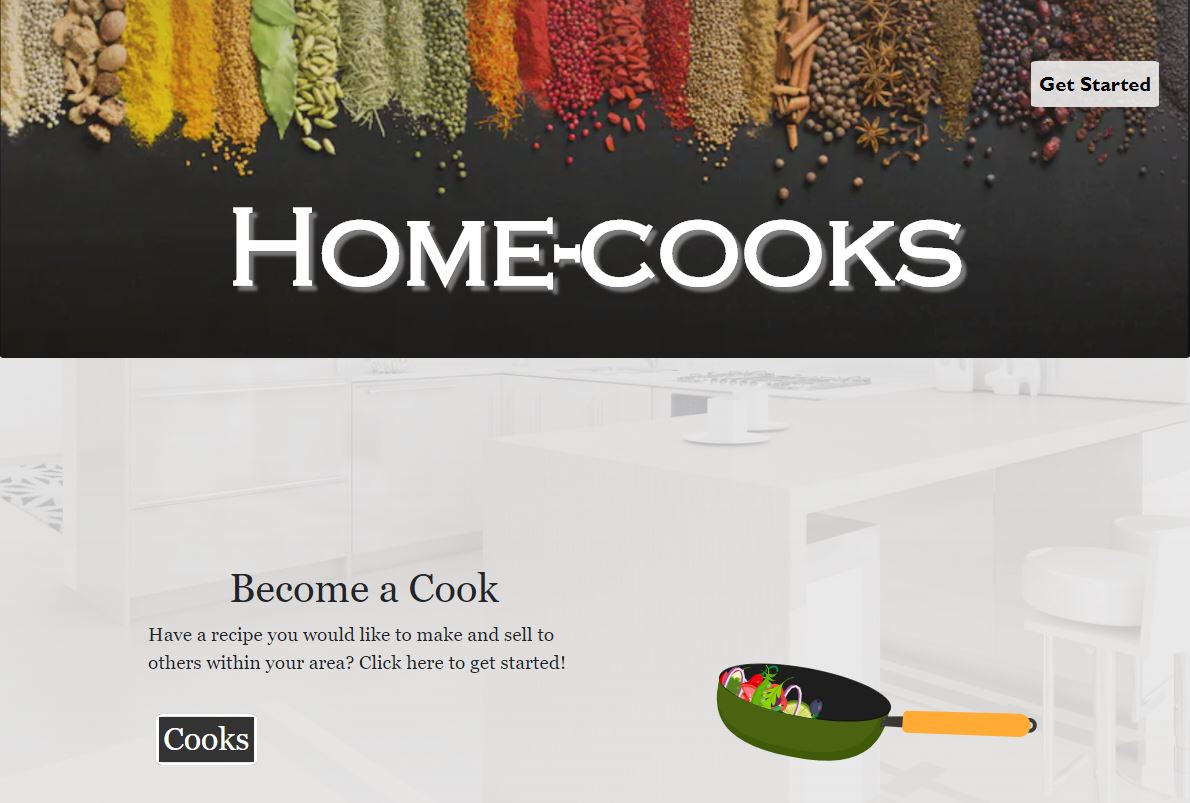 Get Started
Home-cooks
Become a Cook
Have a recipe you would like to make and sell to
others within your area? Click here to get started!
Cooks